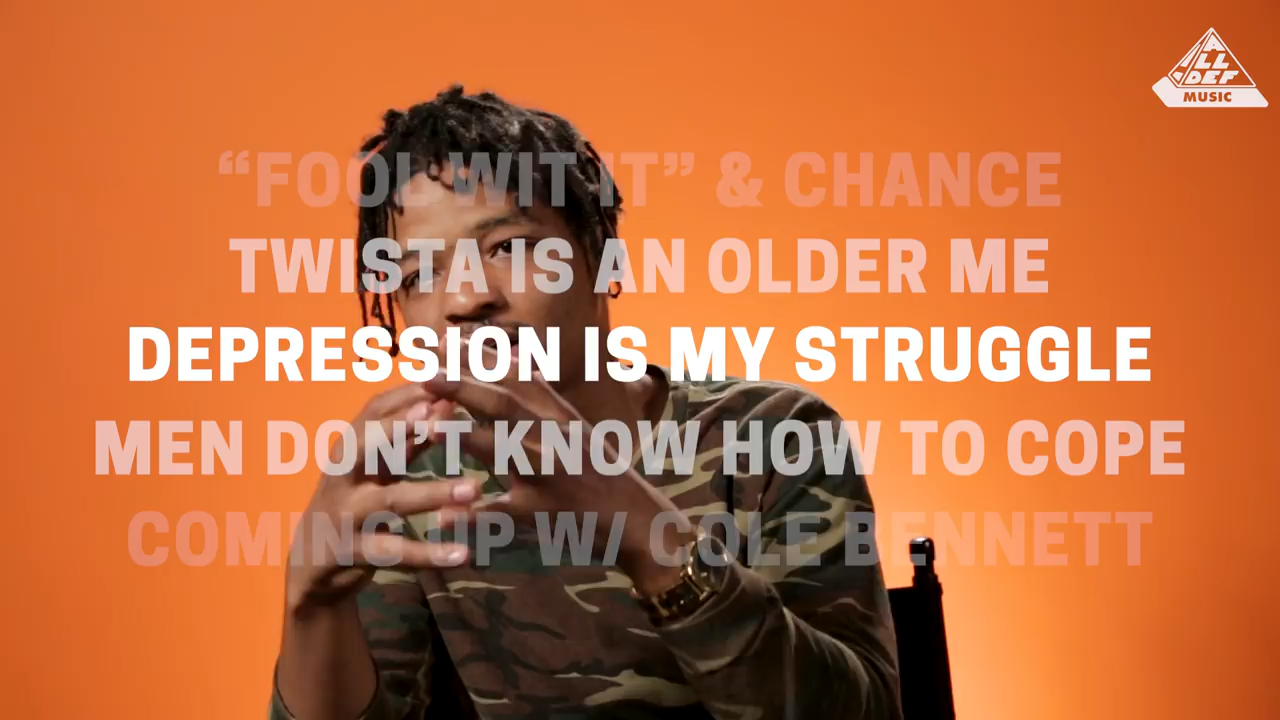 ALL DEF
MUSIC
“FOOL WIT IT” & CHANCE
TWISTA IS AN OLDER ME
DEPRESSION IS MY STRUGGLE
MEN DON’T KNOW HOW TO COPE
COMING UP W/ COLE BENNETT